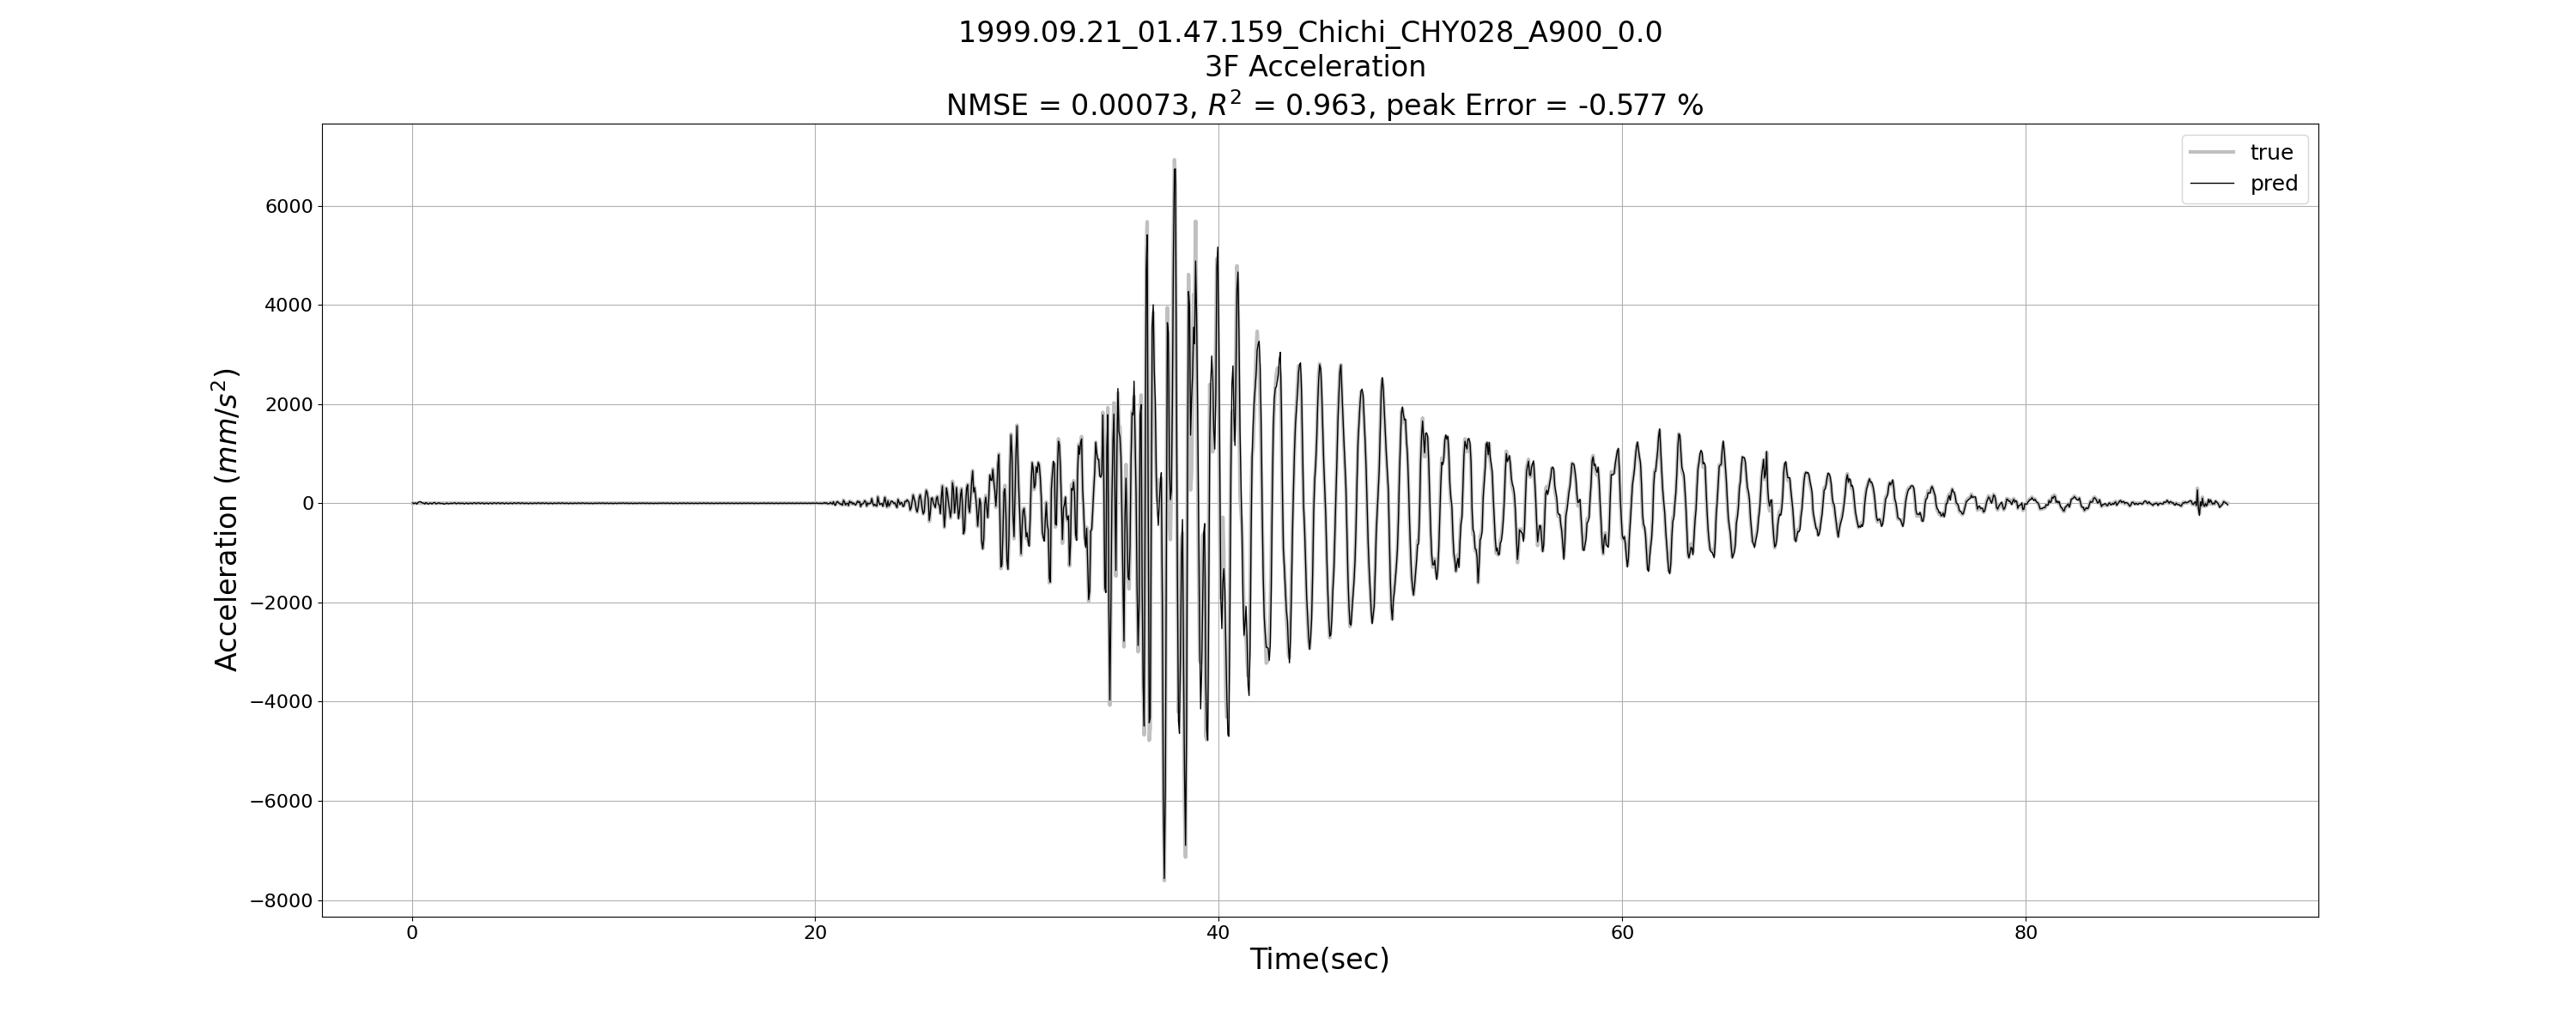 1999.09.21_01.47.159_Chichi_CHY028_A900_0.0
3F Acceleration
NMSE = 0.00073, R² = 0.963, peak Error = -0.577 %
true
pred
6000
4000
2000
0
−2000
−4000
−6000
−8000
Acceleration (mm/s²)
0
20
40
60
80
Time(sec)